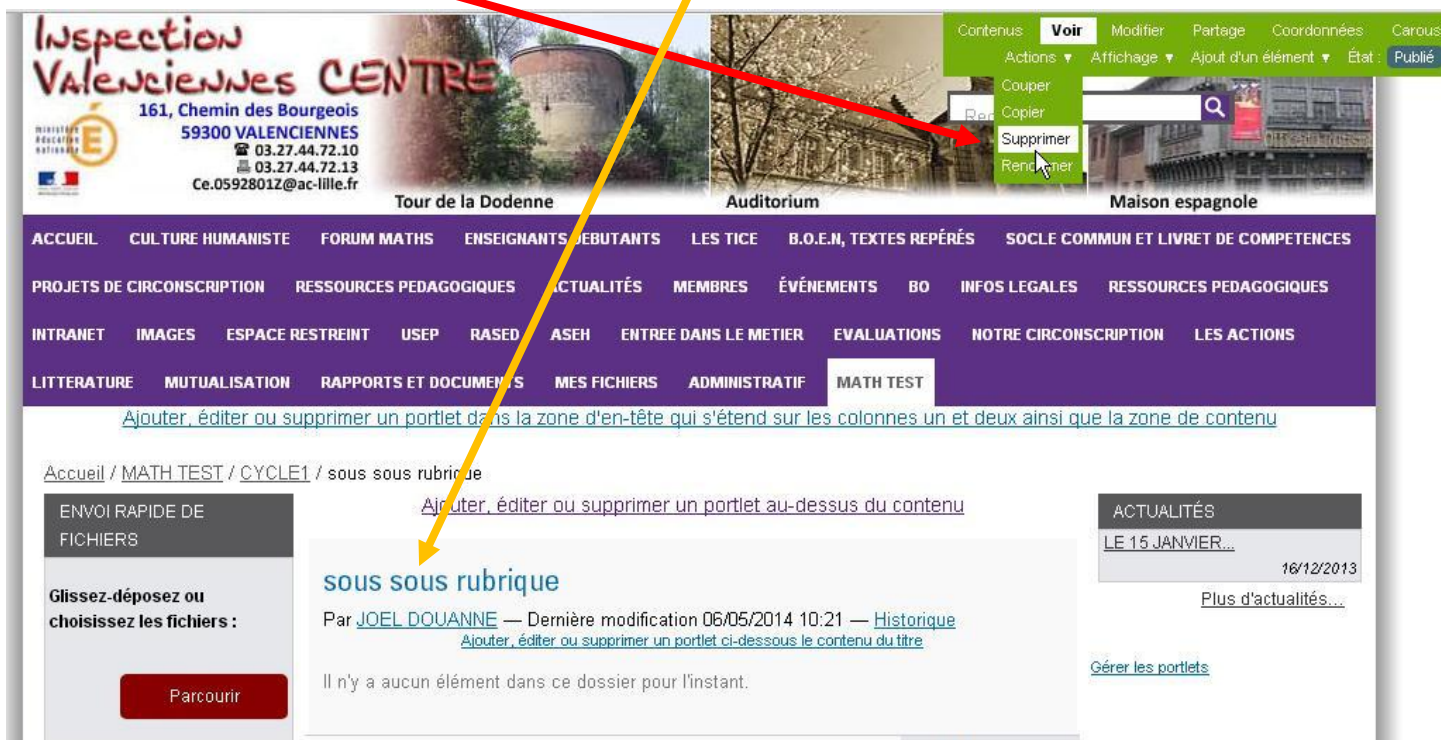 Inspection
Valenciennes CENTRE
161, Chemin des Bourgeois
59300 VALENCIENNES
☎ 03.27.44.72.10
03.27.44.72.13
Ce.0592801Z@ac-lille.fr
Contenus Voir Modifier Partage Coordonnées Carous
Actions ▼ Affichage ▼ Ajout d'un élément ▼ État : Publié
Couper
Copier
Supprimer
Tour de la Dodenne Auditorium Maison espagnole
ACCUEIL CULTURE HUMANISTE FORUM MATHS ENSEIGNANTS DEBUTANTS LES TICE B.O.E.N, TEXTES REPÉRÉS SOCLE COMMUN ET LIVRET DE COMPETENCES
PROJETS DE CIRCONSCRIPTION RESSOURCES PEDAGOGIQUES ACTUALITÉS MEMBRES ÉVÉNEMENTS BO INFOS LEGALES RESSOURCES PEDAGOGIQUES
INTRANET IMAGES ESPACE RESTREINT USEP RASED ASEH ENTREE DANS LE METIER EVALUATIONS NOTRE CIRCONSCRIPTION LES ACTIONS
LITTERATURE MUTUALISATION RAPPORTS ET DOCUMENTS MES FICHIERS ADMINISTRATIF MATH TEST
Ajouter, éditer ou supprimer un portlet dans la zone d'en-tête qui s'étend sur les colonnes un et deux ainsi que la zone de contenu
Accueil / MATH TEST / CYCLE1 / sous sous rubrique
ENVOI RAPIDE DE
FICHIERS
Glissez-déposez ou
choisissez les fichiers :
Parcourir
Ajouter, éditer ou supprimer un portlet au-dessus du contenu
sous sous rubrique
Par JOEL DOUANNE — Dernière modification 06/05/2014 10:21 — Historique
Ajouter, éditer ou supprimer un portlet ci-dessous le contenu du titre
Il n'y a aucun élément dans ce dossier pour l'instant.
ACTUALITÉS
LE 15 JANVIER...
16/12/2013
Plus d'actualités...
Gérer les portlets